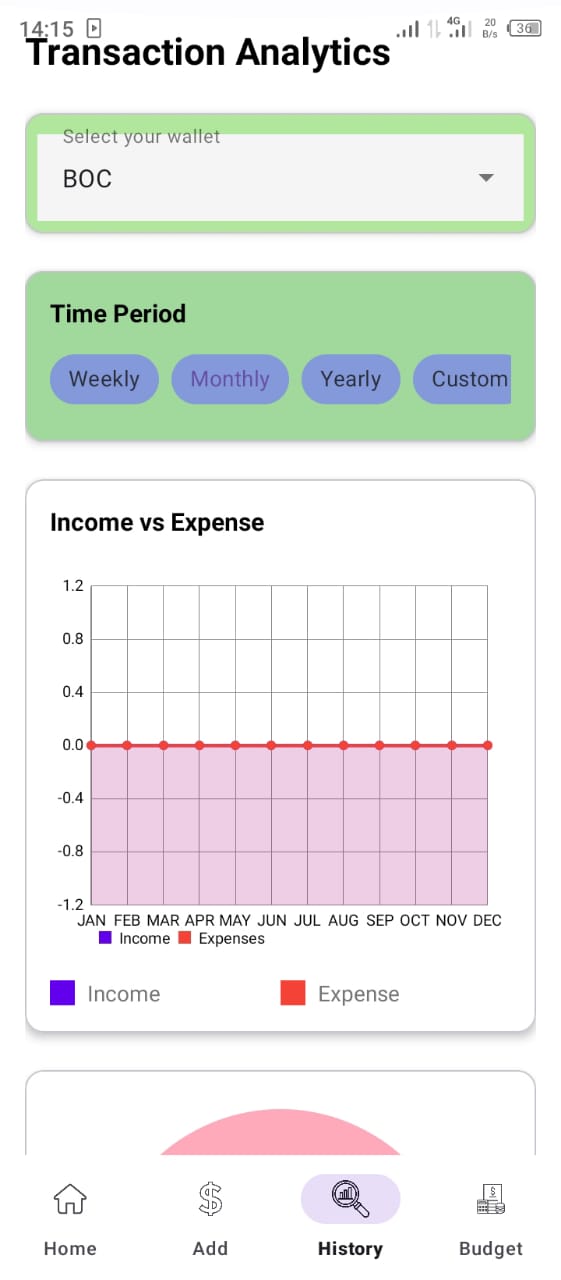 14:15 4G 20 B/s 36
Transaction Analytics
Select your wallet
BOC
Time Period
Weekly Monthly Yearly Custom
Income vs Expense
1.2
0.8
0.4
0.0
-0.4
-0.8
-1.2
JAN FEB MAR APR MAY JUN JUL AUG SEP OCT NOV DEC
Income Expenses
Income Expense
$ $
Home Add History Budget